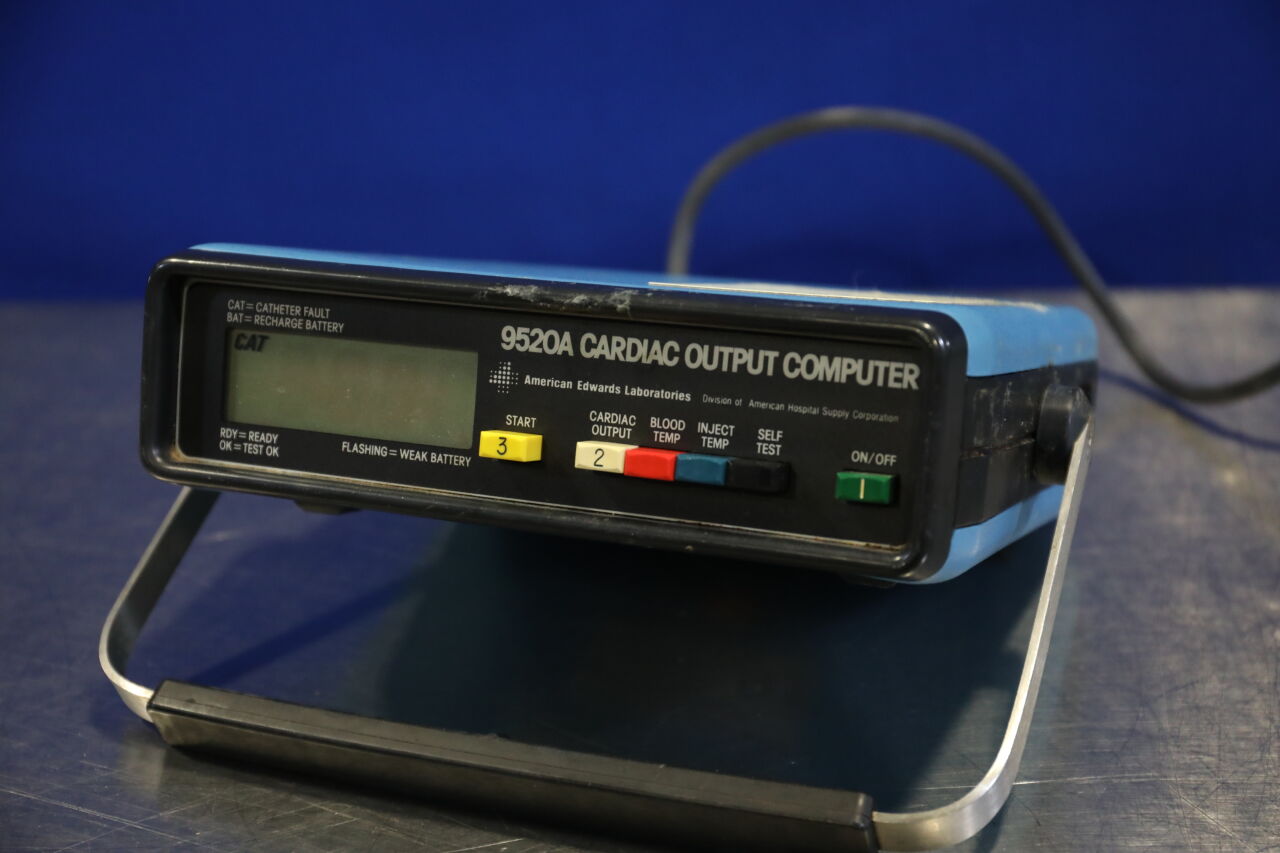 CAT = CATHETER FAULT
BAT = RECHARGE BATTERY
CAT
RDY = READY
OK = TEST OK
FLASHING = WEAK BATTERY
9520A CARDIAC OUTPUT COMPUTER
American Edwards Laboratories Division of American Hospital Supply Corporation
START
3
CARDIAC OUTPUT
2
BLOOD TEMP
INJECT TEMP
SELF TEST
ON/OFF
1